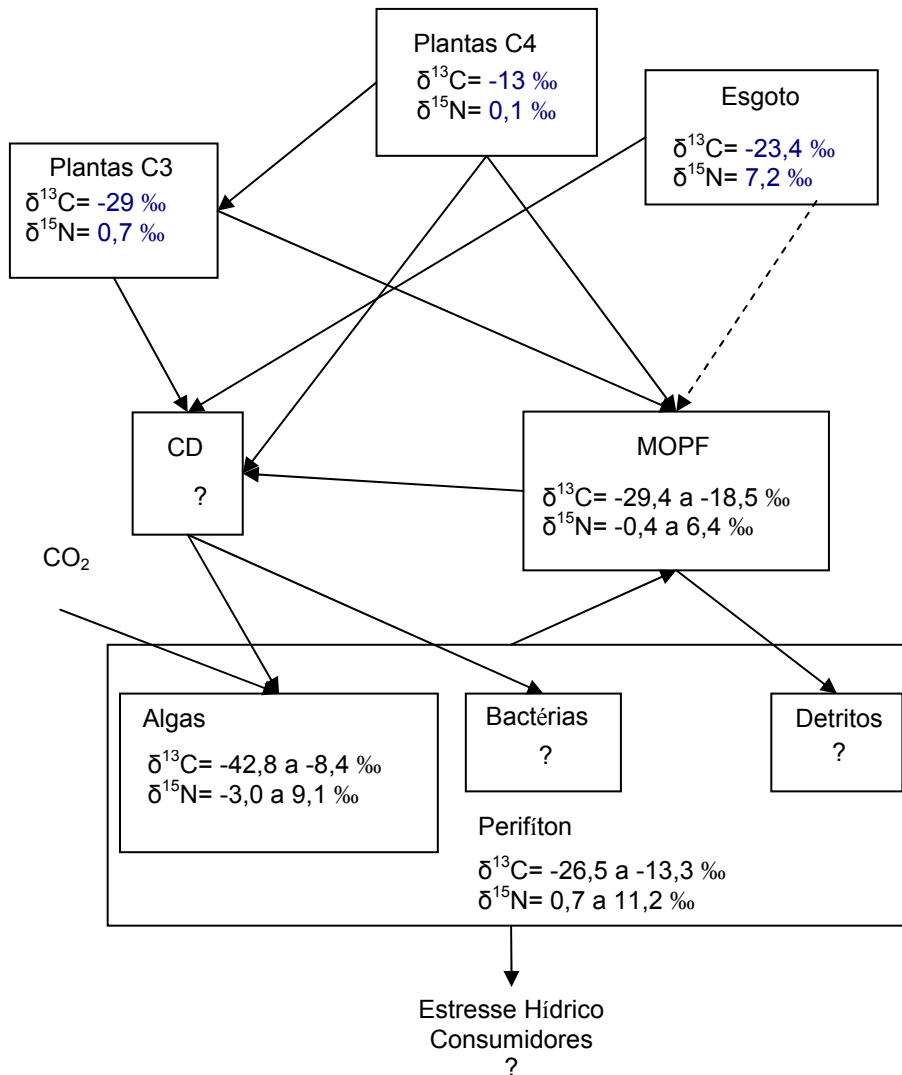 Plantas C4
δ¹³C= -13 ‰
δ¹⁵N= 0,1 ‰
Esgoto
δ¹³C= -23,4 ‰
δ¹⁵N= 7,2 ‰
Plantas C3
δ¹³C= -29 ‰
δ¹⁵N= 0,7 ‰
CD
?
MOPF
δ¹³C= -29,4 a -18,5 ‰
δ¹⁵N= -0,4 a 6,4 ‰
CO₂
Algas
δ¹³C= -42,8 a -8,4 ‰
δ¹⁵N= -3,0 a 9,1 ‰
Bactérias
?
Detritos
?
Perifíton
δ¹³C= -26,5 a -13,3 ‰
δ¹⁵N= 0,7 a 11,2 ‰
Estresse Hídrico
Consumidores
?